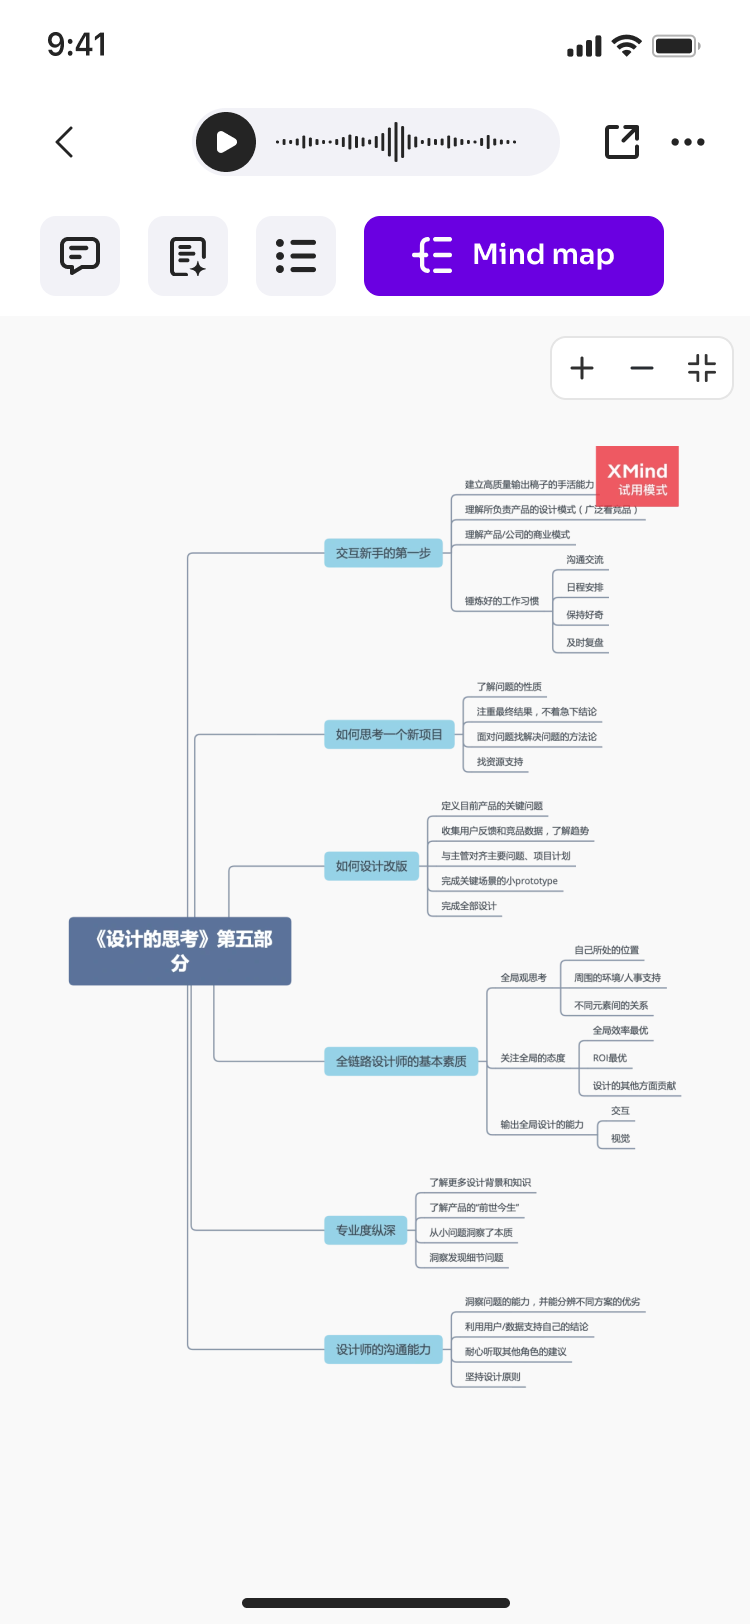 9:41
Mind map
XMind
试用模式
建立高质量输出稿子的手活能力
理解所负责产品的设计模式（广泛看竞品）
理解产品/公司的商业模式
交互新手的第一步
沟通交流
日程安排
锤炼好的工作习惯
保持好奇
及时复盘
了解问题的性质
注重最终结果，不着急下结论
如何思考一个新项目
面对问题找解决问题的方法论
找资源支持
定义目前产品的关键问题
收集用户反馈和竞品数据，了解趋势
与主管对齐主要问题、项目计划
如何设计改版
完成关键场景的小prototype
完成全部设计
《设计的思考》第五部
分
自己所处的位置
全局观思考
周围的环境/人事支持
不同元素间的关系
全局效率最优
关注全局的态度
ROI最优
全链路设计师的基本素质
设计的其他方面贡献
交互
输出全局设计的能力
视觉
了解更多设计背景和知识
了解产品的“前世今生”
专业度纵深
从小问题洞察了本质
洞察发现细节问题
洞察问题的能力，并能分辨不同方案的优劣
利用用户/数据支持自己的结论
设计师的沟通能力
耐心听取其他角色的建议
坚持设计原则